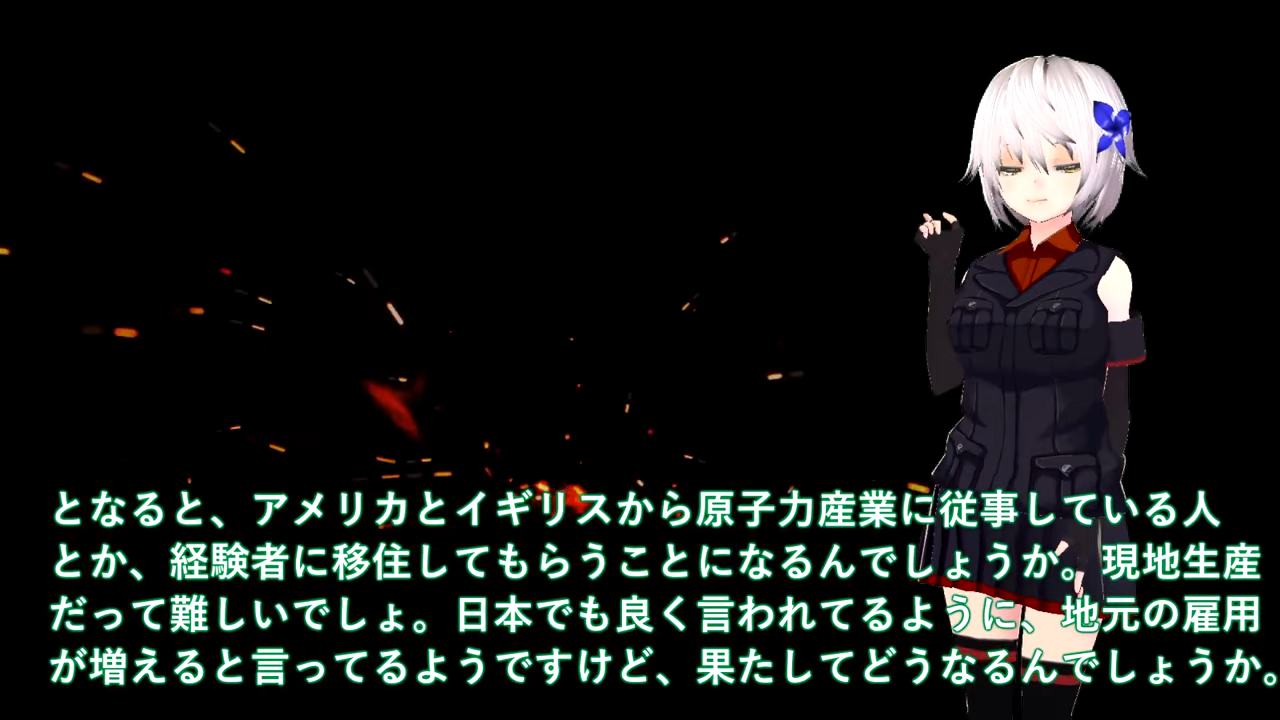 となると、アメリカとイギリスから原子力産業に従事している人
とか、経験者に移住してもらうことになるんでしょうか。現地生産
だって難しいでしょ。日本でも良く言われてるように、地元の雇用
が増えると言ってるようですけど、果たしてどうなるんでしょうか。